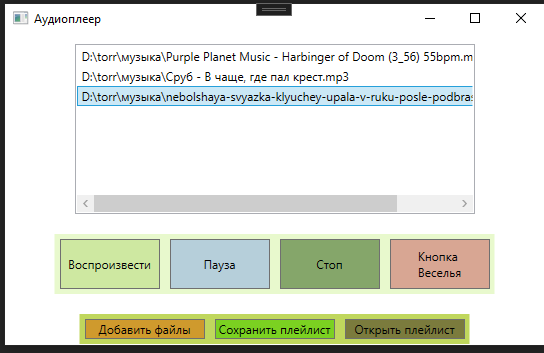 Аудиоплеер
D:\torr\музыка\Purple Planet Music - Harbinger of Doom (3_56) 55bpm.m
D:\torr\музыка\Сруб - В чаще, где пал крест.mp3
D:\torr\музыка\nebolshaya-svyazka-klyuchey-upala-v-ruku-posle-podbras
Воспроизвести
Пауза
Стоп
Кнопка
Веселья
Добавить файлы
Сохранить плейлист
Открыть плейлист